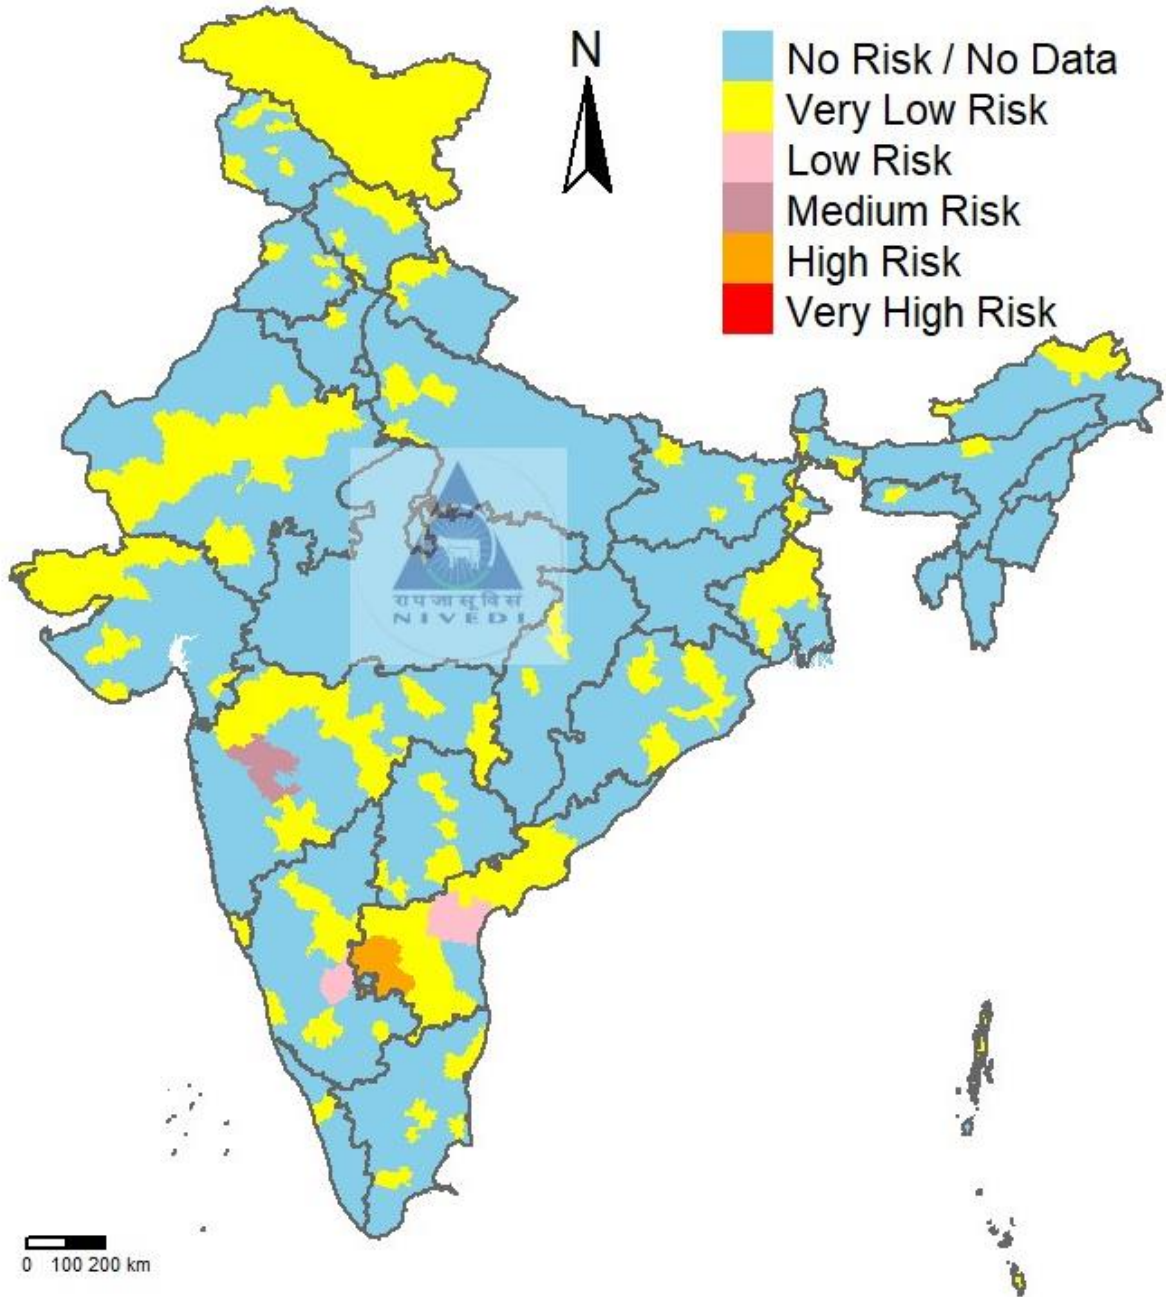 N
No Risk / No Data
Very Low Risk
Low Risk
Medium Risk
High Risk
Very High Risk
रा प जा सू वि सं
NIVEDI
0 100 200 km